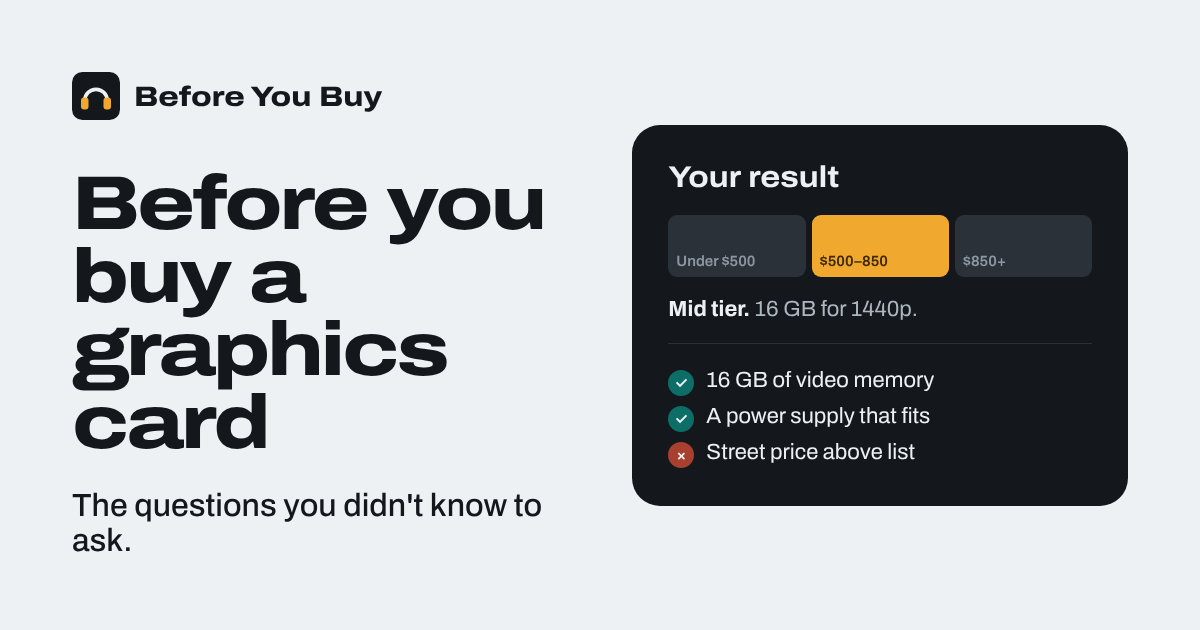 Before You Buy
Before you
buy a
graphics
card
The questions you didn't know to
ask.
Your result
Under $500
$500–850
$850+
Mid tier. 16 GB for 1440p.
16 GB of video memory
A power supply that fits
Street price above list